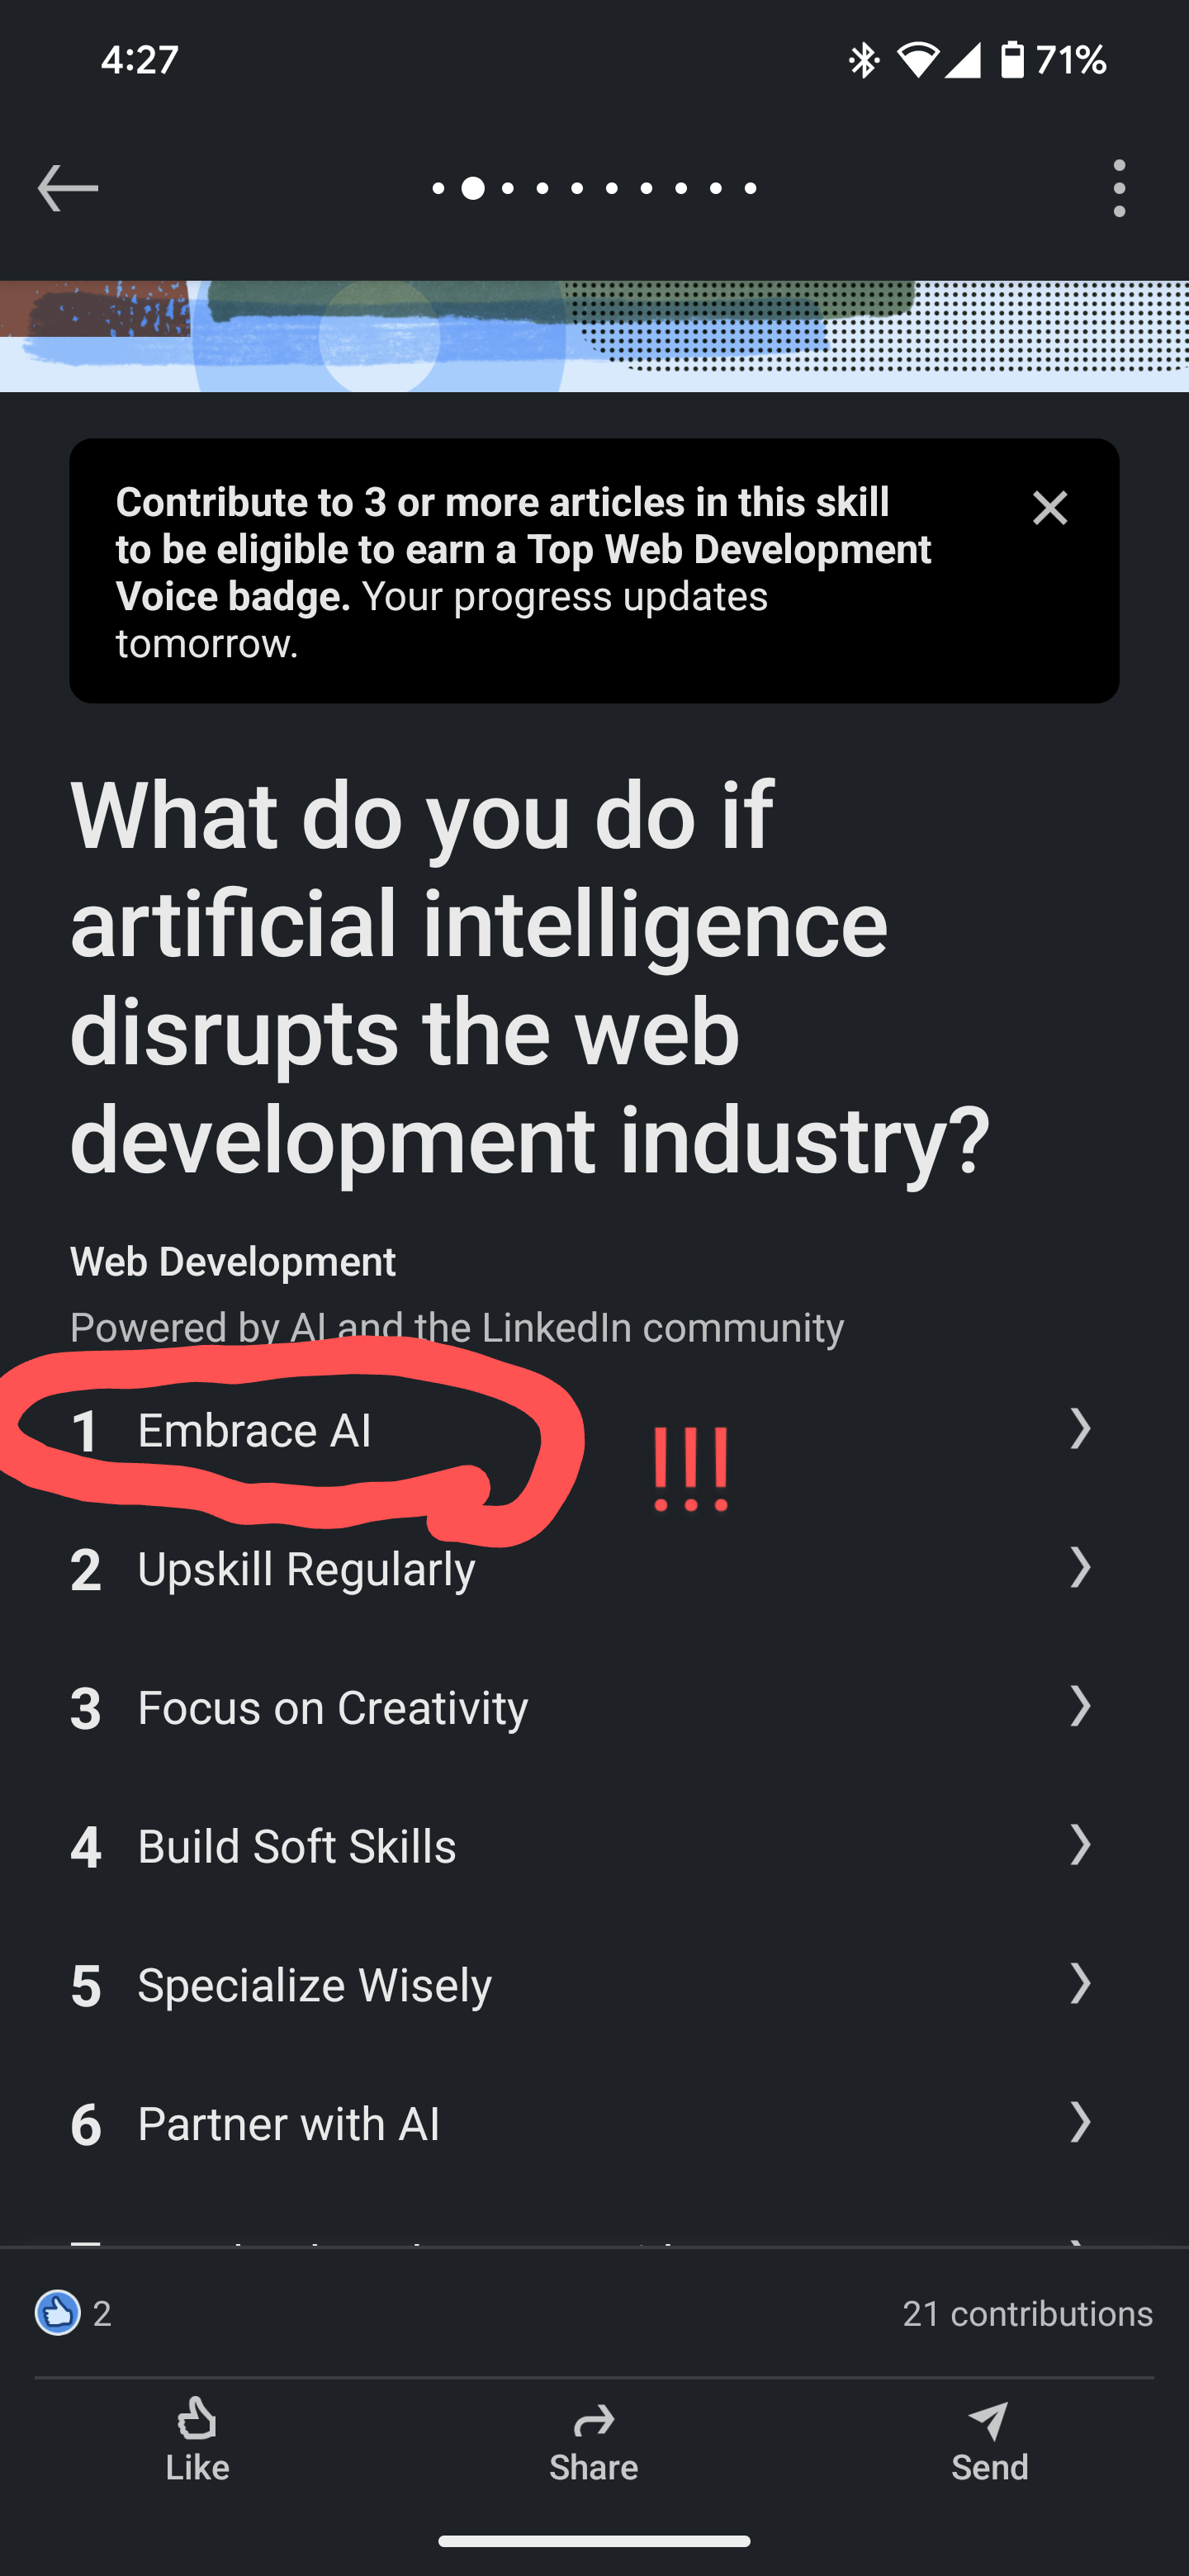 4:27
71%
Contribute to 3 or more articles in this skill
to be eligible to earn a Top Web Development
Voice badge. Your progress updates
tomorrow.
What do you do if
artificial intelligence
disrupts the web
development industry?
Web Development
Powered by AI and the LinkedIn community
1 Embrace AI
!!!
2 Upskill Regularly
3 Focus on Creativity
4 Build Soft Skills
5 Specialize Wisely
6 Partner with AI
2
21 contributions
Like
Share
Send